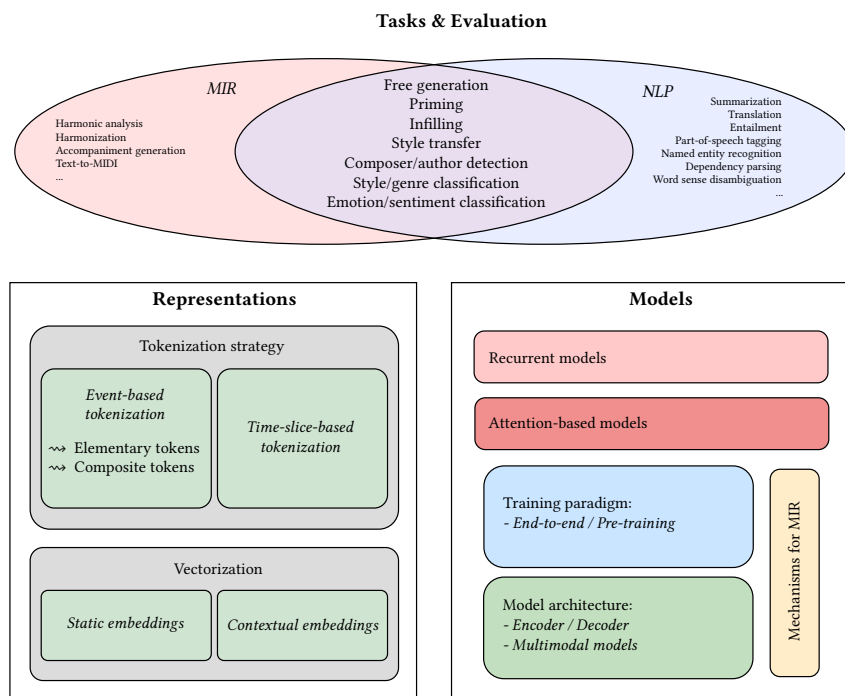 Tasks & Evaluation
MIR
Harmonic analysis
Harmonization
Accompaniment generation
Text-to-MIDI
...
Free generation
Priming
Infilling
Style transfer
Composer/author detection
Style/genre classification
Emotion/sentiment classification
NLP
Summarization
Translation
Entailment
Part-of-speech tagging
Named entity recognition
Dependency parsing
Word sense disambiguation
...
Representations
Tokenization strategy
Event-based
tokenization
⇝ Elementary tokens
⇝ Composite tokens
Time-slice-based
tokenization
Vectorization
Static embeddings
Contextual embeddings
Models
Recurrent models
Attention-based models
Training paradigm:
- End-to-end / Pre-training
Model architecture:
- Encoder / Decoder
- Multimodal models
Mechanisms for MIR